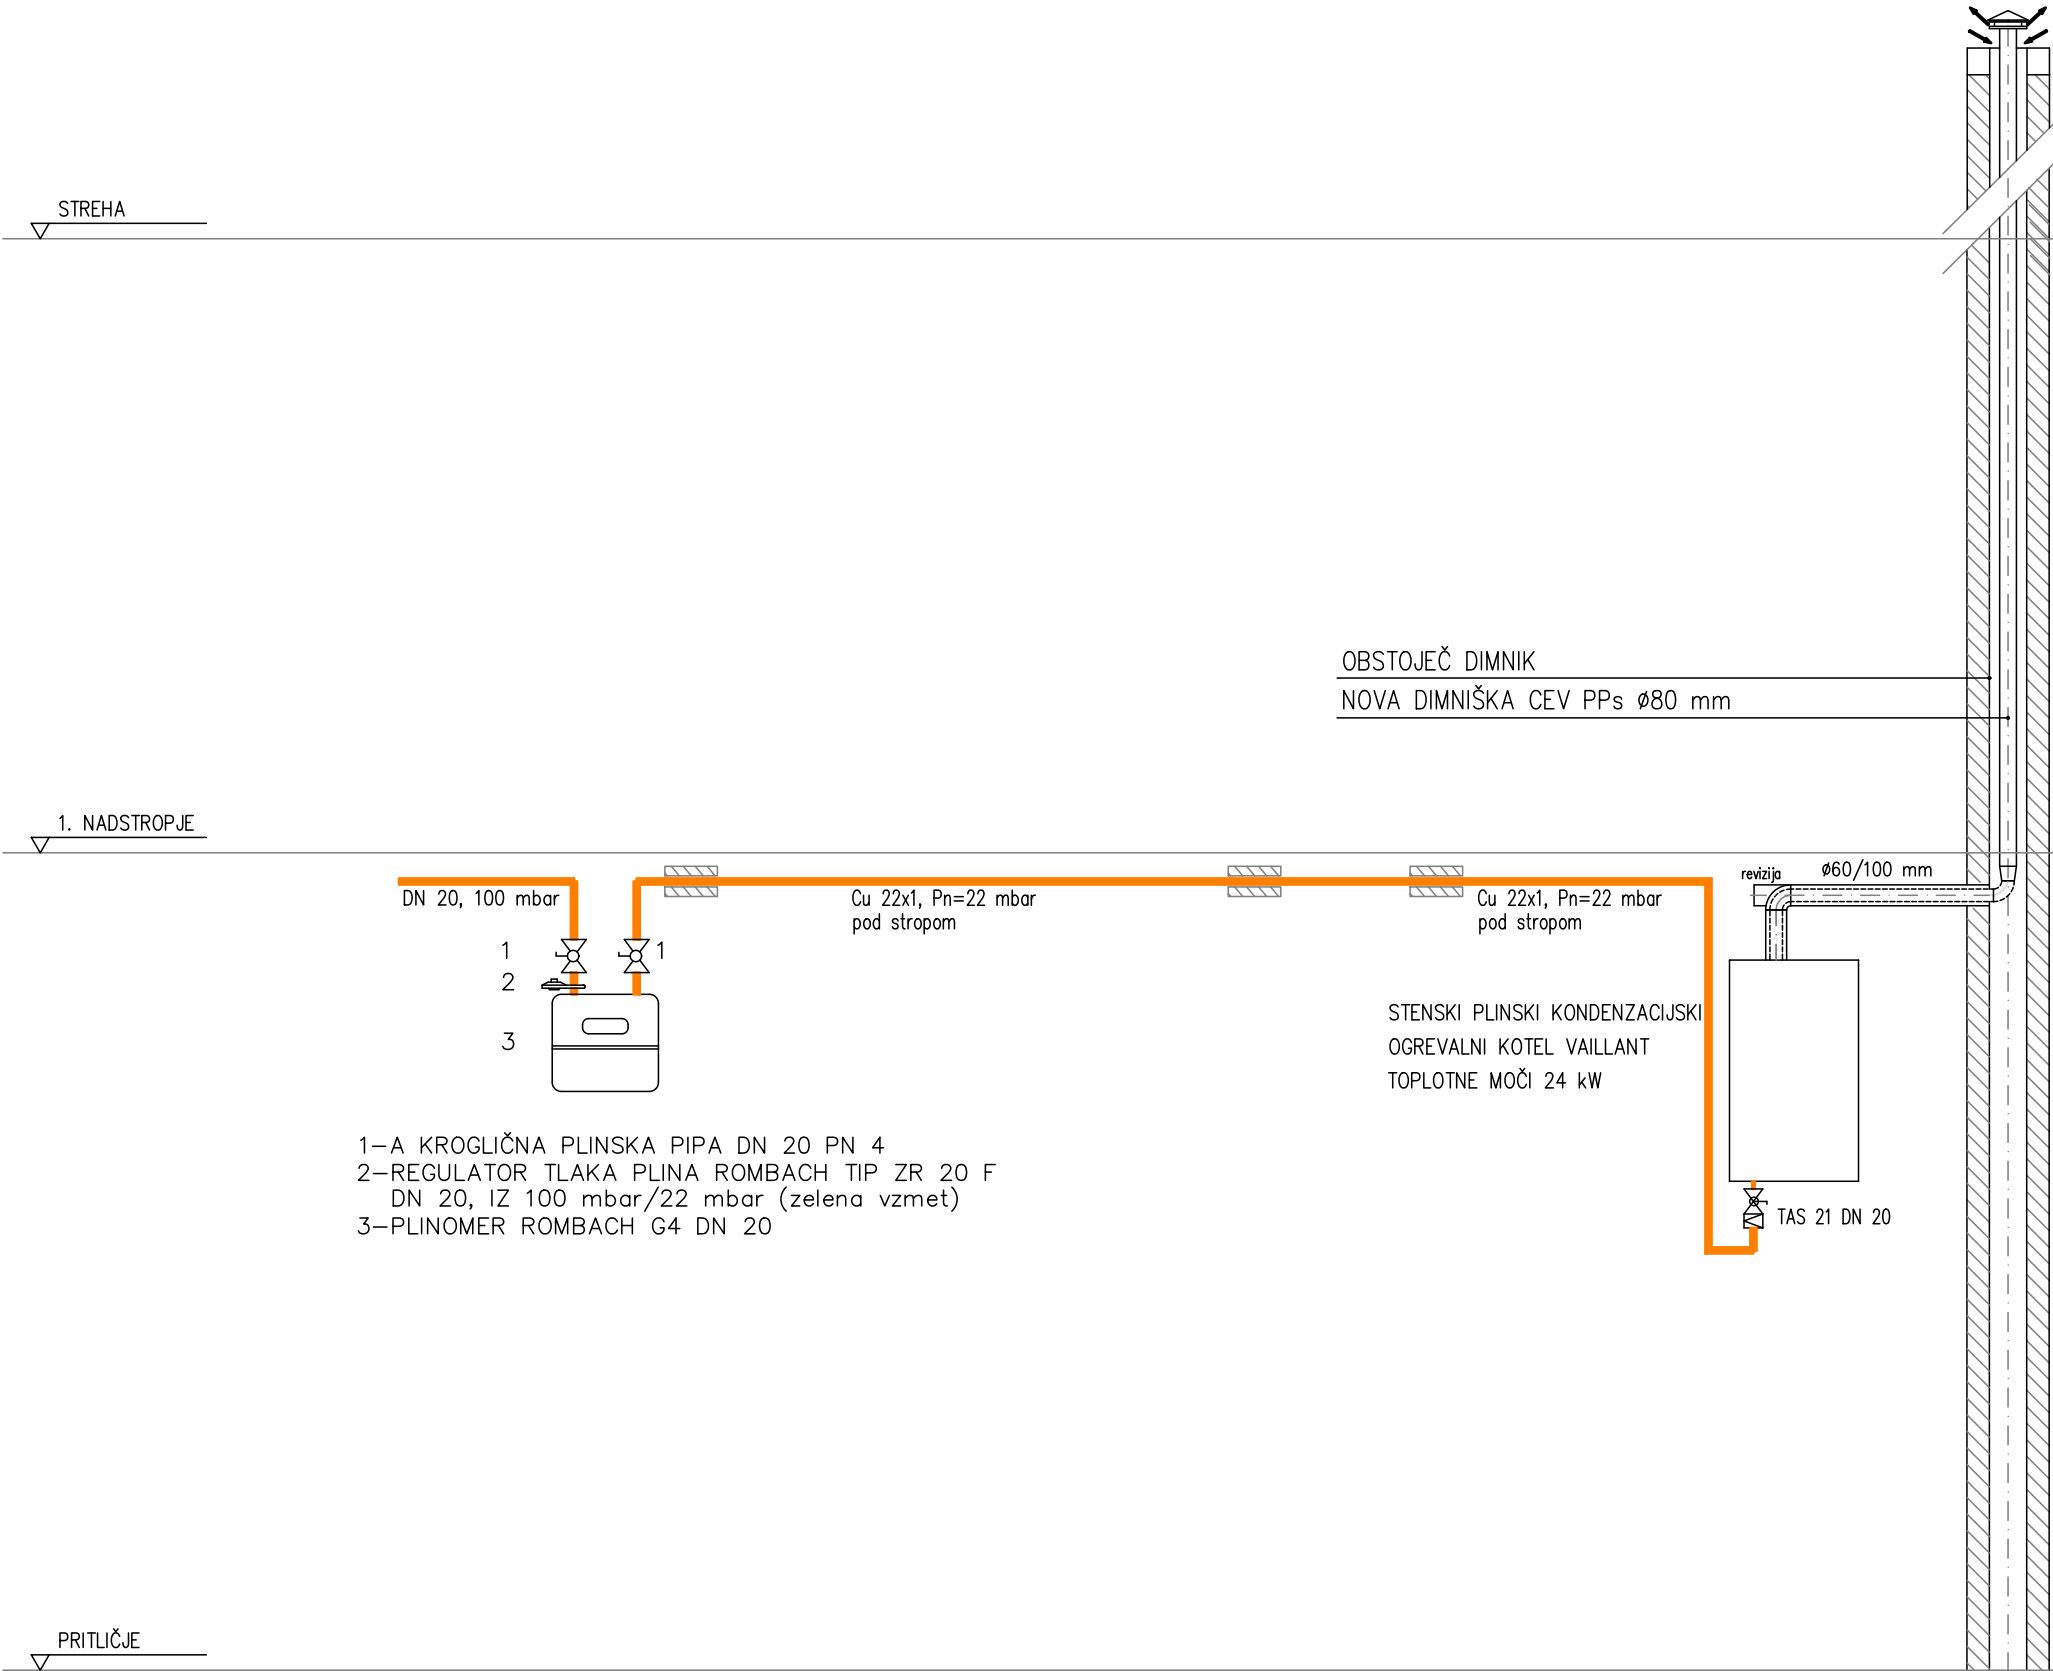 STREHA
OBSTOJEČ DIMNIK
NOVA DIMNIŠKA CEV PPs ø80 mm
1. NADSTROPJE
revizija
ø60/100 mm
DN 20, 100 mbar
Cu 22x1, Pn=22 mbar
pod stropom
Cu 22x1, Pn=22 mbar
pod stropom
1
1
2
3
STENSKI PLINSKI KONDENZACIJSKI
OGREVALNI KOTEL VAILLANT
TOPLOTNE MOČI 24 kW
1-A KROGLIČNA PLINSKA PIPA DN 20 PN 4
2-REGULATOR TLAKA PLINA ROMBACH TIP ZR 20 F
DN 20, IZ 100 mbar/22 mbar (zelena vzmet)
3-PLINOMER ROMBACH G4 DN 20
TAS 21 DN 20
PRITLIČJE